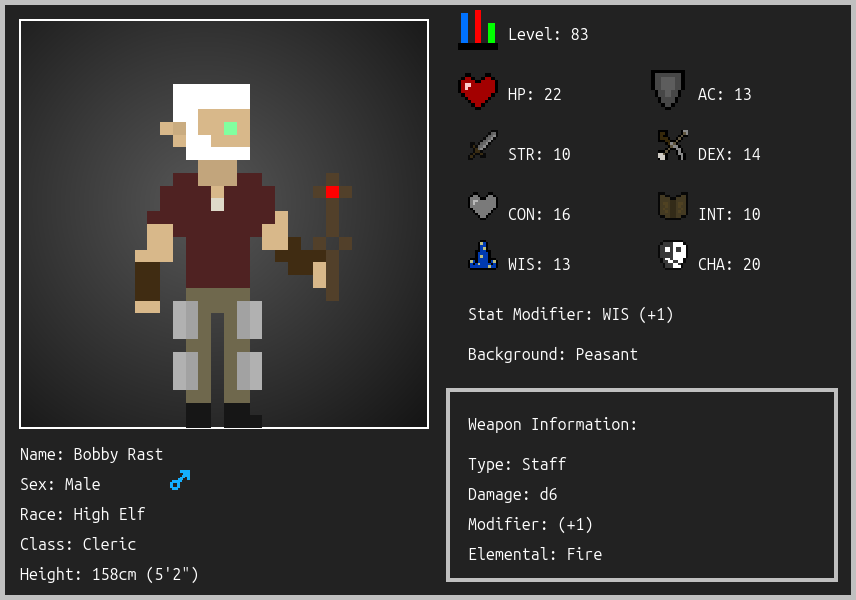 Level: 83
HP: 22
AC: 13
STR: 10
DEX: 14
CON: 16
INT: 10
WIS: 13
CHA: 20
Stat Modifier: WIS (+1)
Background: Peasant
Weapon Information:
Type: Staff
Damage: d6
Modifier: (+1)
Elemental: Fire
Name: Bobby Rast
Sex: Male
Race: High Elf
Class: Cleric
Height: 158cm (5'2")